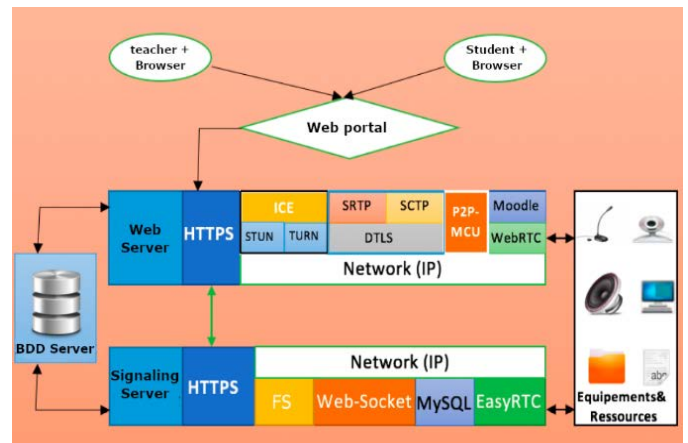 teacher +
Browser
Student +
Browser
Web portal
Web
Server
HTTPS
ICE
STUN
TURN
SRTP
SCTP
DTLS
P2P-
MCU
Moodle
WebRTC
Network (IP)
BDD Server
Signaling
Server
HTTPS
Network (IP)
FS
Web-Socket
MySQL
EasyRTC
abc
Equipements&
Ressources